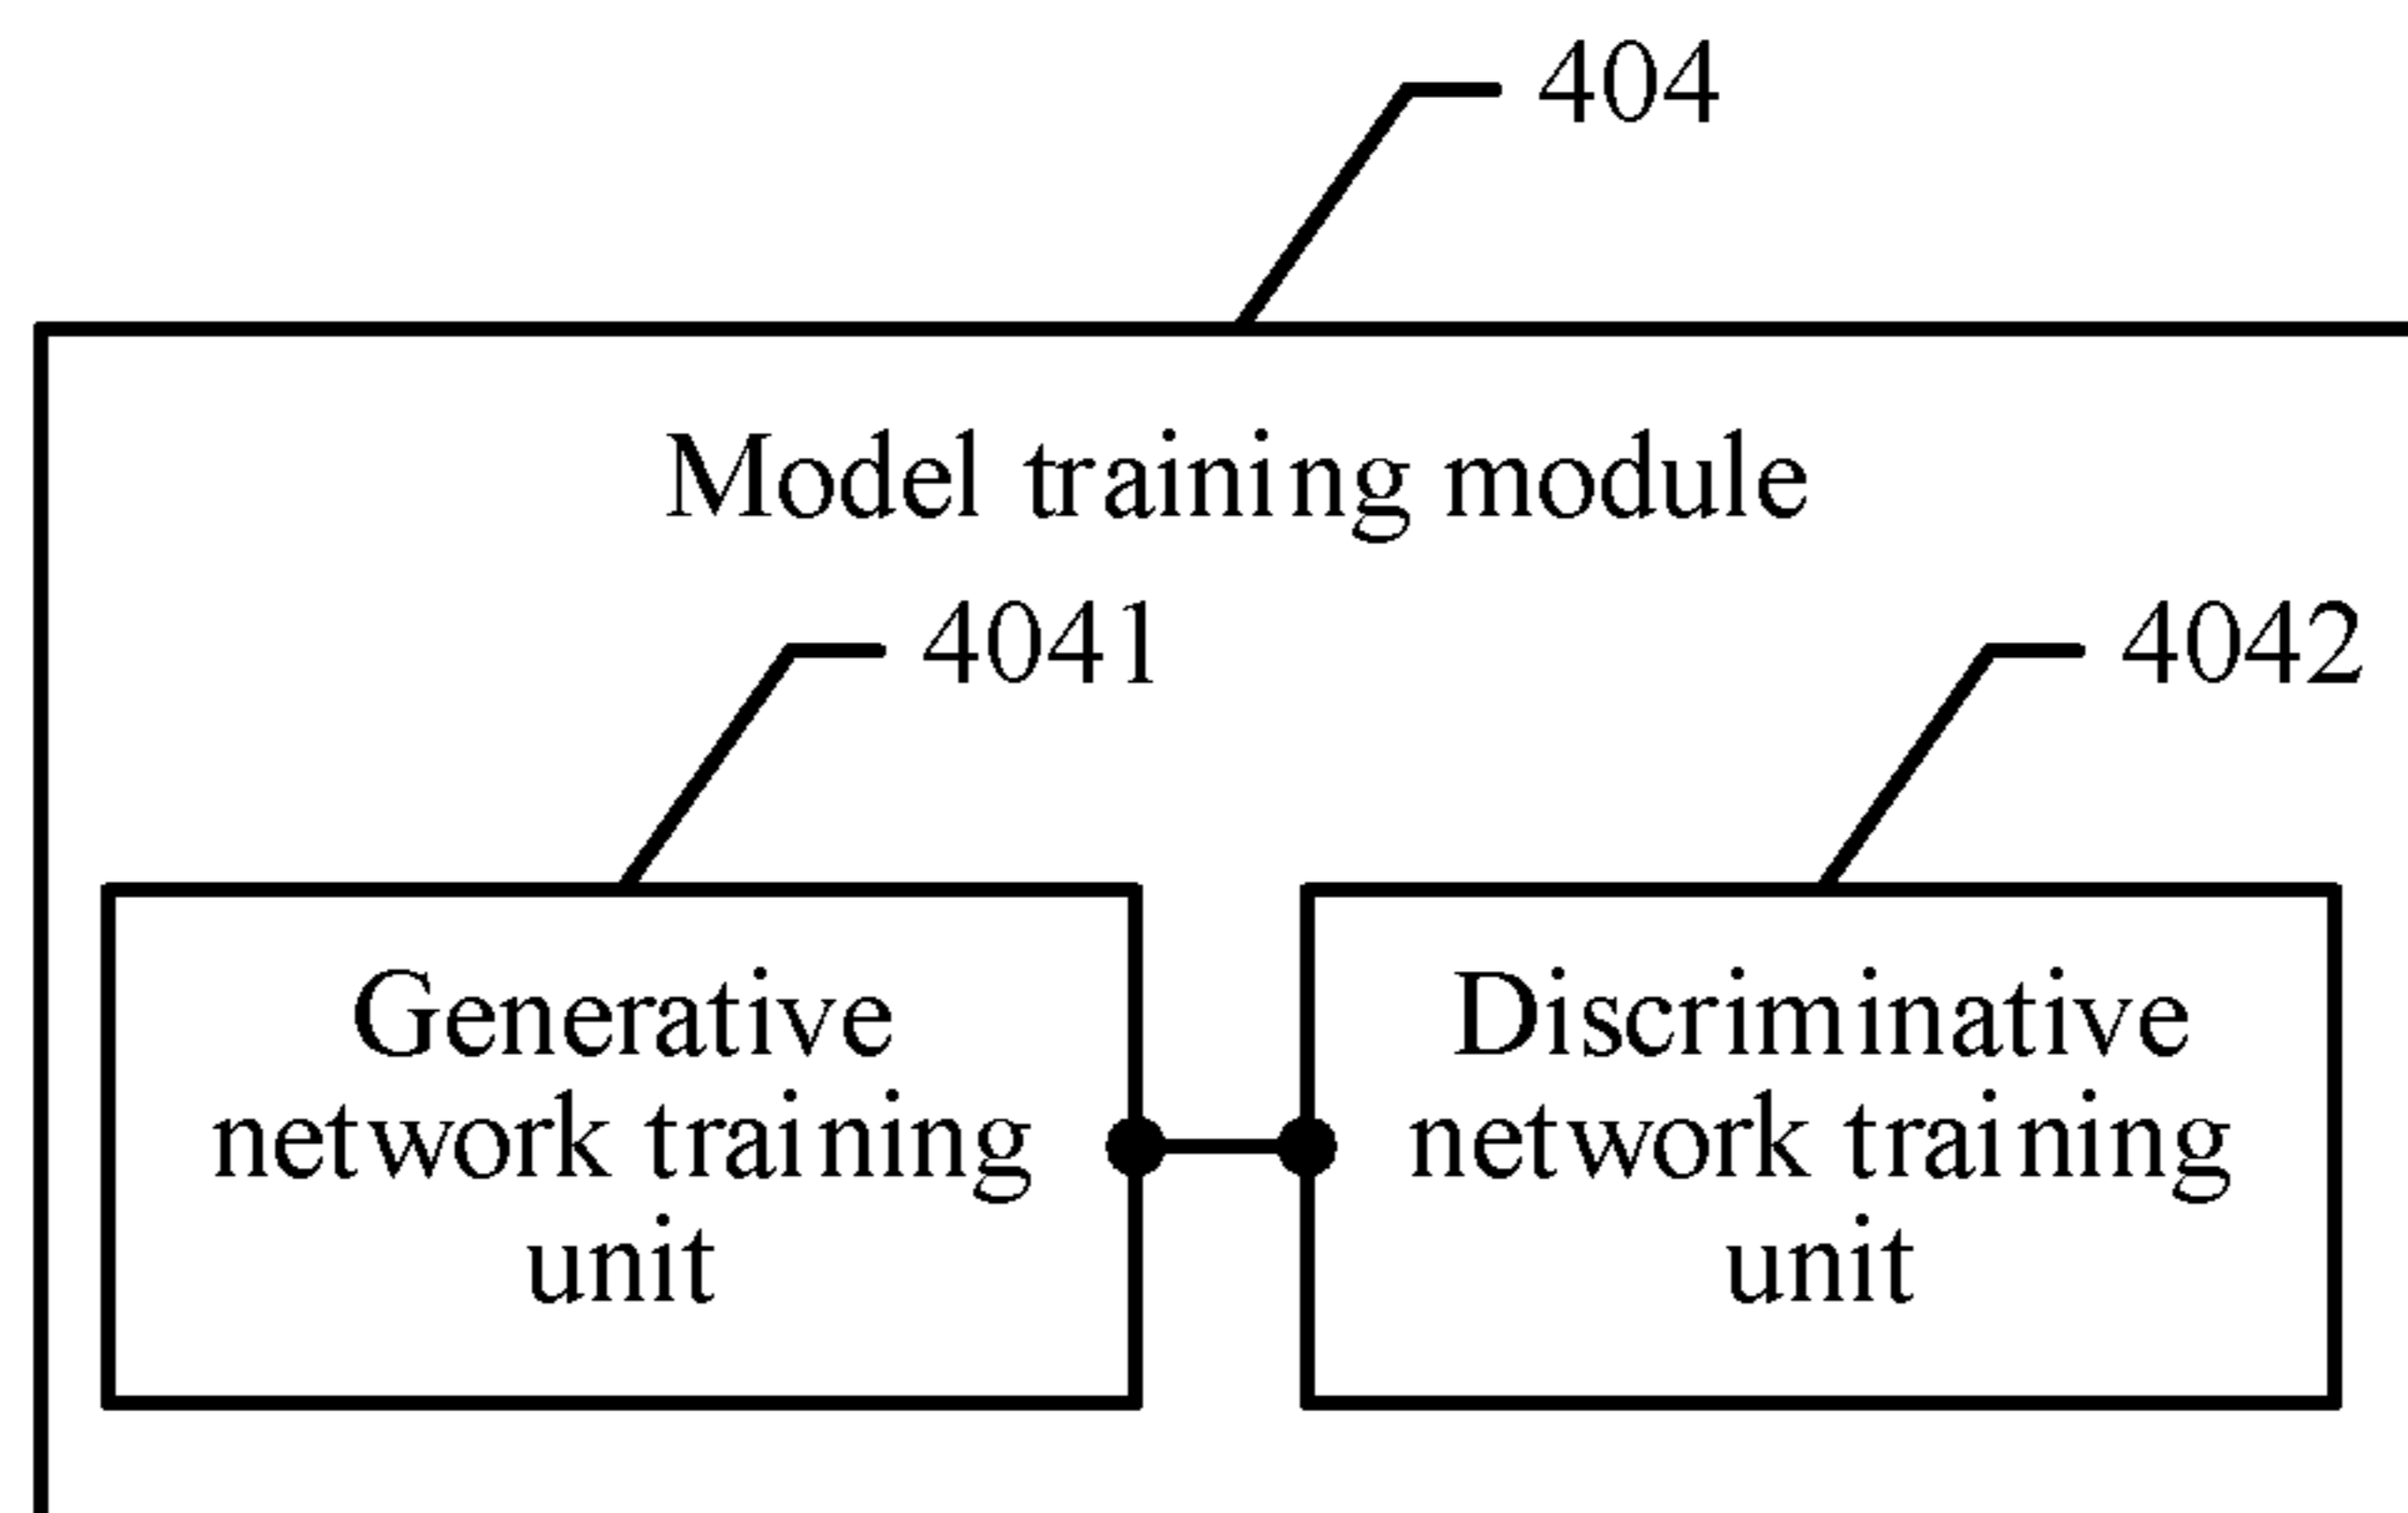 404
Model training module
4041
4042
Generative
network training
unit
Discriminative
network training
unit